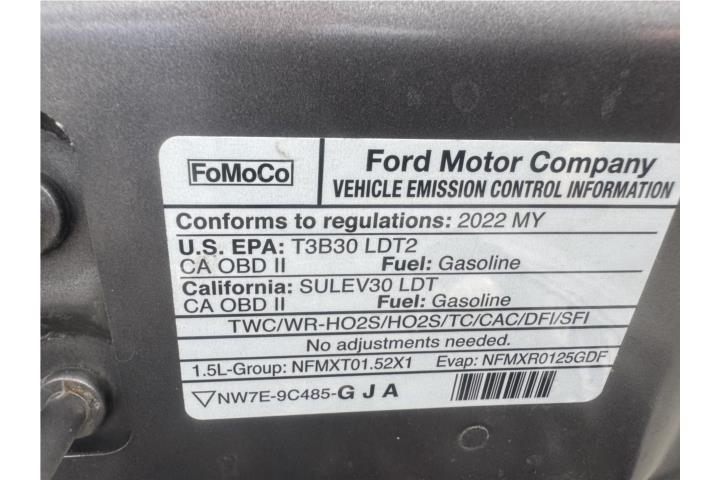 FoMoCo
Ford Motor Company
VEHICLE EMISSION CONTROL INFORMATION
Conforms to regulations: 2022 MY
U.S. EPA: T3B30 LDT2
CA OBD II Fuel: Gasoline
California: SULEV30 LDT
CA OBD II Fuel: Gasoline
TWC/WR-HO2S/HO2S/TC/CAC/DFI/SFI
No adjustments needed.
1.5L-Group: NFMXT01.52X1 Evap: NFMXR0125GDF
NW7E-9C485-GJA